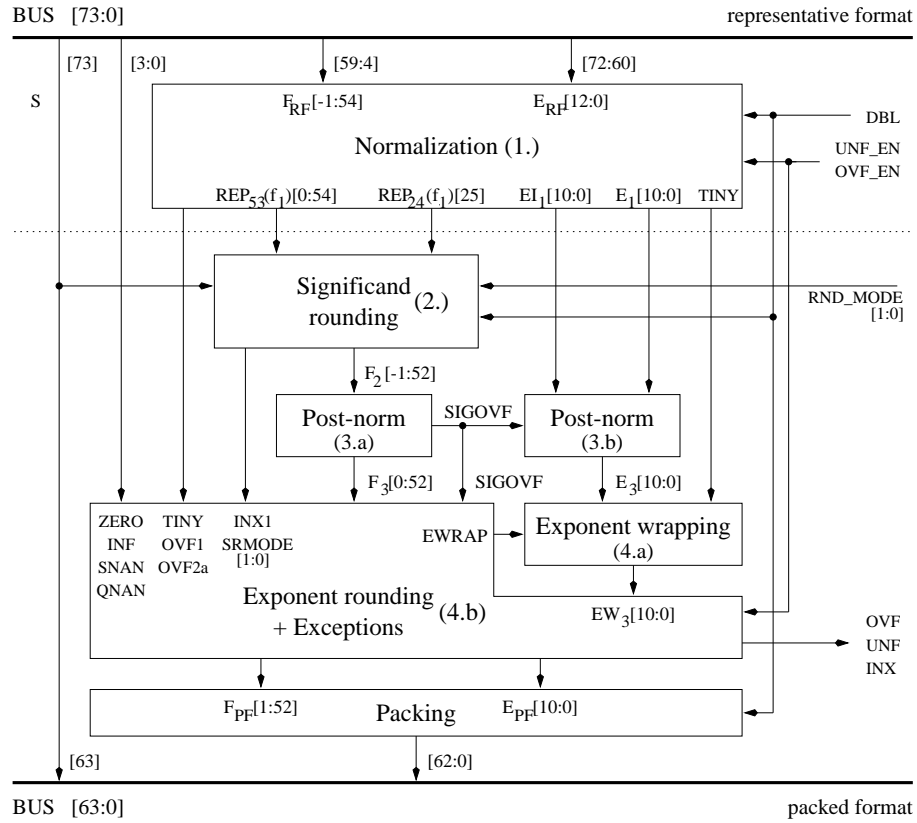 BUS [73:0] representative format
[73] [3:0] [59:4] [72:60]
S
F_RF[-1:54] E_RF[12:0]
DBL
Normalization (1.)
UNF_EN
OVF_EN
REP_53(f_1)[0:54] REP_24(f_1)[25] EI_1[10:0] E_1[10:0] TINY
Significand
rounding
(2.)
RND_MODE
[1:0]
F_2[-1:52]
Post-norm
(3.a)
SIGOVF
Post-norm
(3.b)
F_3[0:52] SIGOVF E_3[10:0]
ZERO
INF
SNAN
QNAN
TINY
OVF1
OVF2a
INX1
SRMODE
[1:0]
EWRAP
Exponent wrapping
(4.a)
Exponent rounding
+ Exceptions
(4.b)
EW_3[10:0]
OVF
UNF
INX
F_PF[1:52] Packing E_PF[10:0]
[63] [62:0]
BUS [63:0] packed format